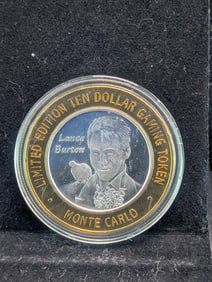 LIMITED EDITION TEN DOLLAR GAMING TOKEN
Lance
Burton
MONTE CARLO